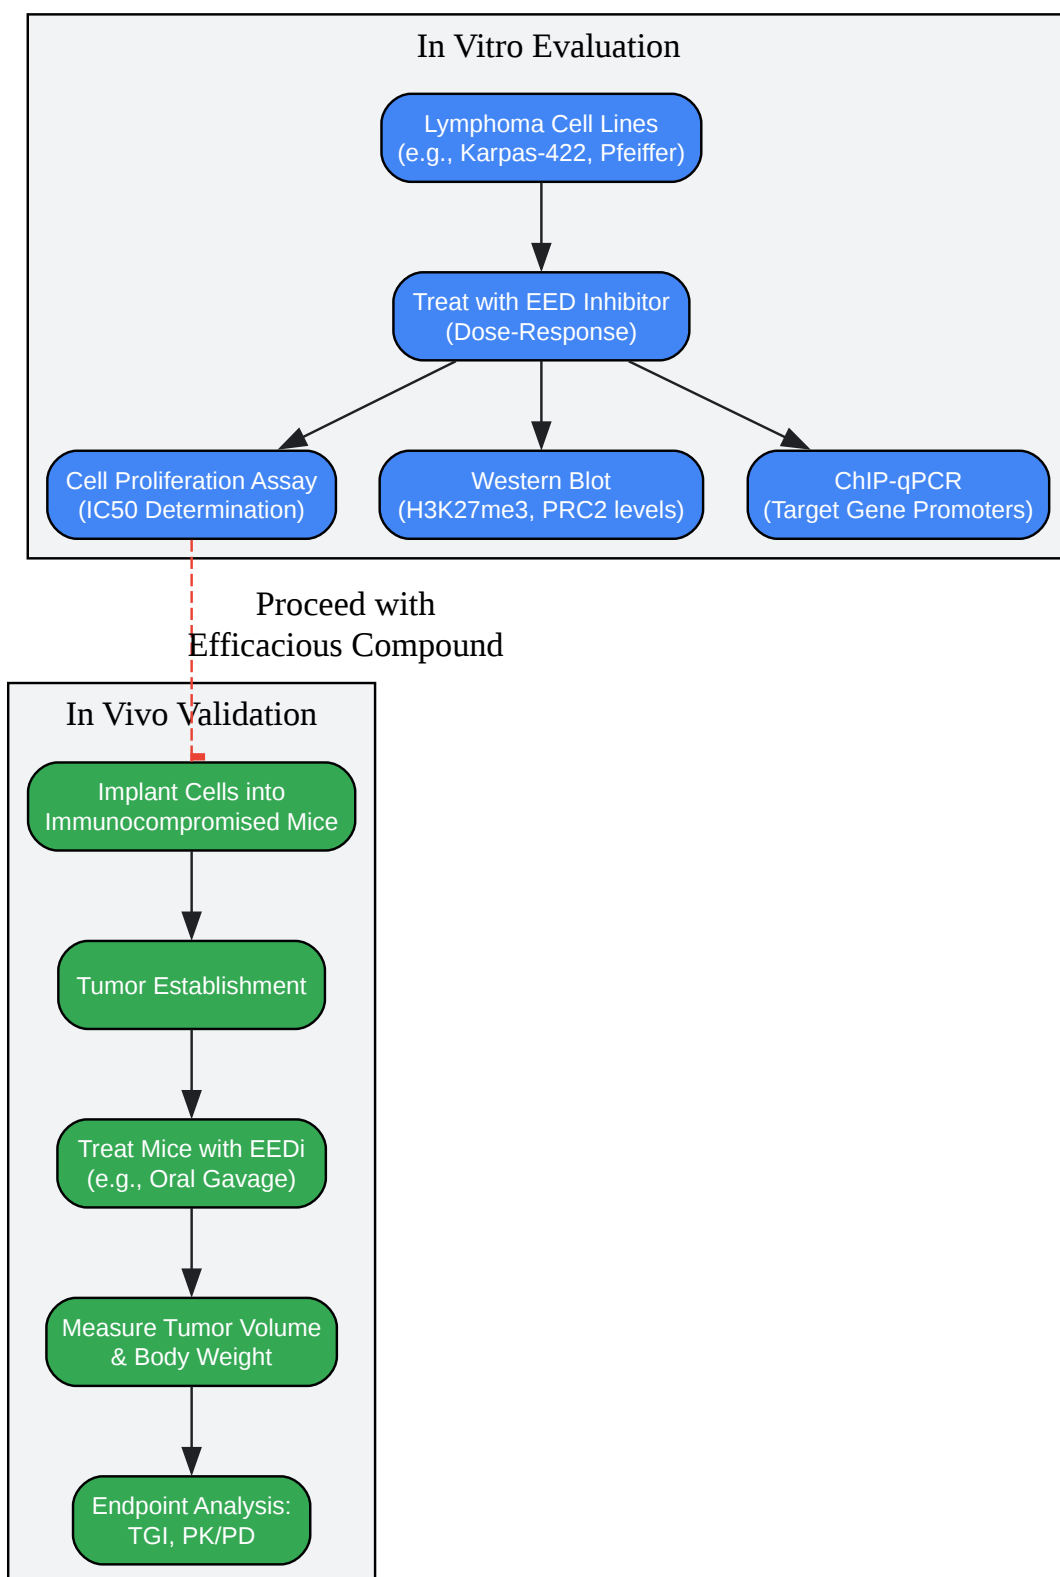 In Vitro Evaluation
Lymphoma Cell Lines
(e.g., Karpas-422, Pfeiffer)
Treat with EED Inhibitor
(Dose-Response)
Cell Proliferation Assay
(IC50 Determination)
Western Blot
(H3K27me3, PRC2 levels)
ChIP-qPCR
(Target Gene Promoters)
Proceed with
Efficacious Compound
In Vivo Validation
Implant Cells into
Immunocompromised Mice
Tumor Establishment
Treat Mice with EEDi
(e.g., Oral Gavage)
Measure Tumor Volume
& Body Weight
Endpoint Analysis:
TGI, PK/PD